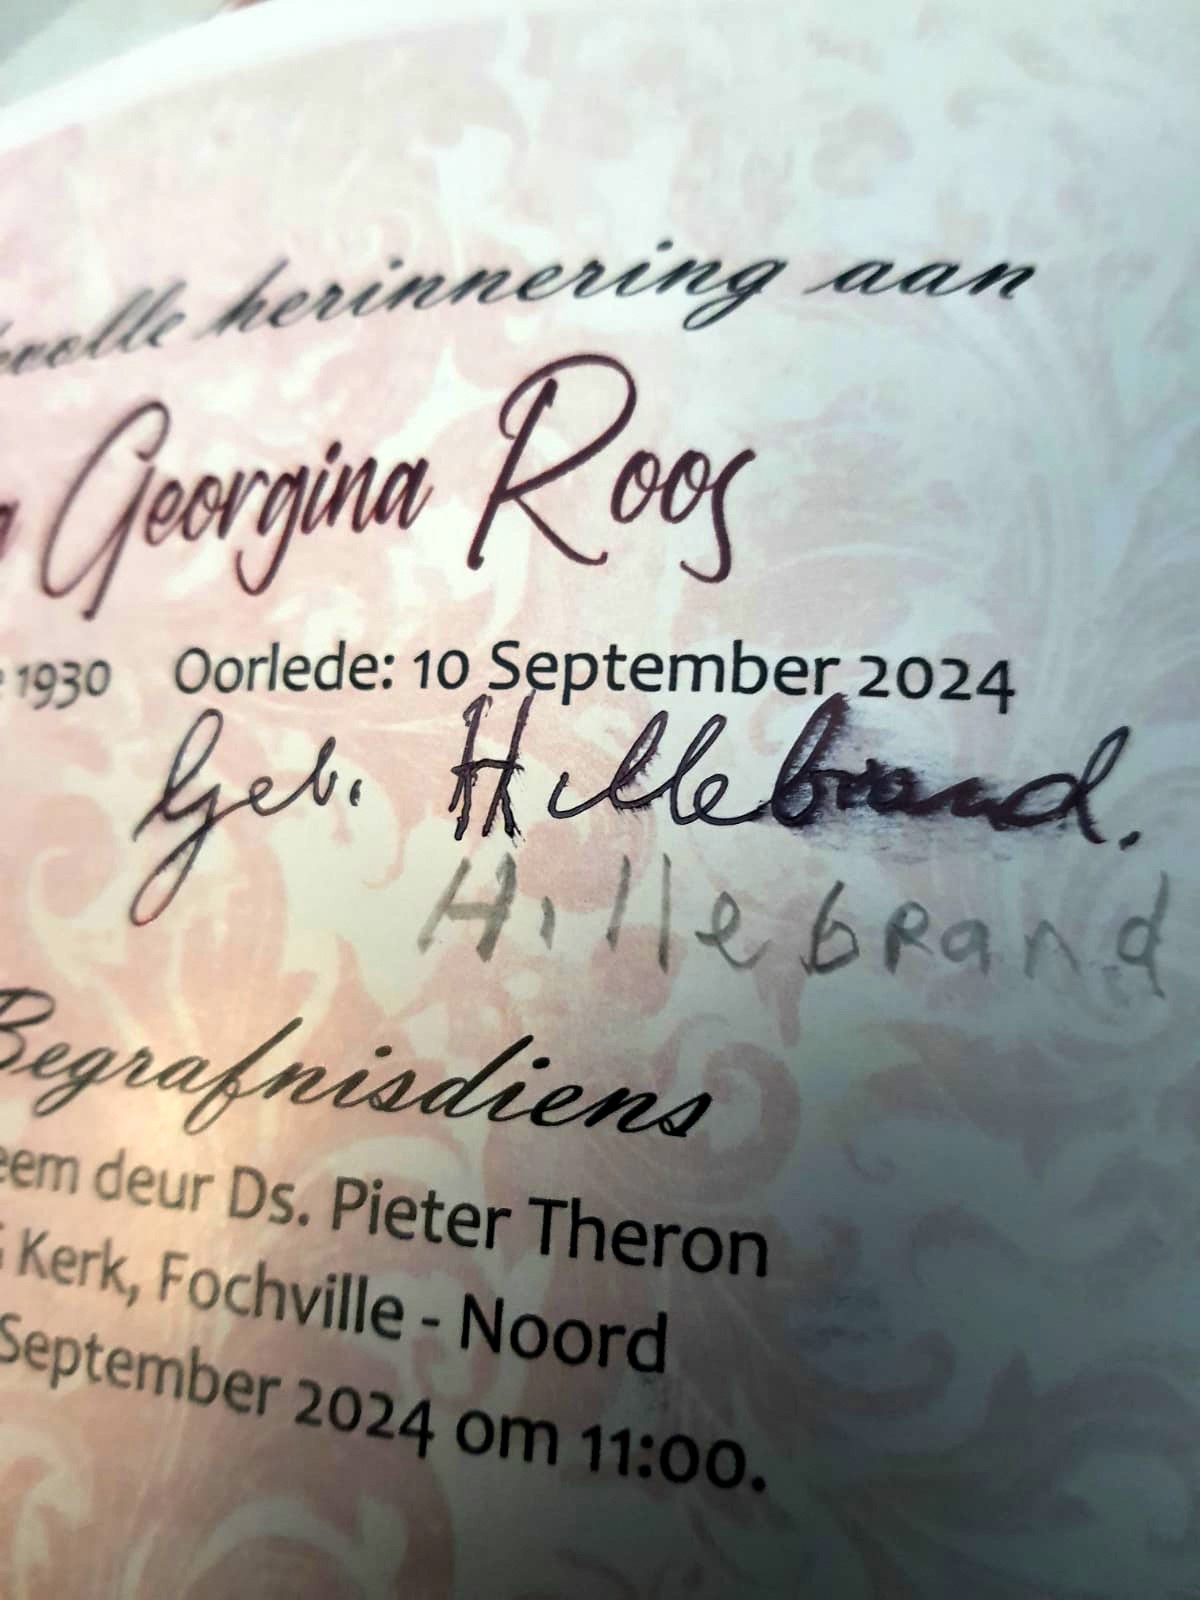 herinnering aan
Georgina Roos
1930 Oorlede: 10 September 2024
Geb. Hillebrand.
Hillebrand
Begrafnisdiens
deur Ds. Pieter Theron
Kerk, Fochville - Noord
September 2024 om 11:00.